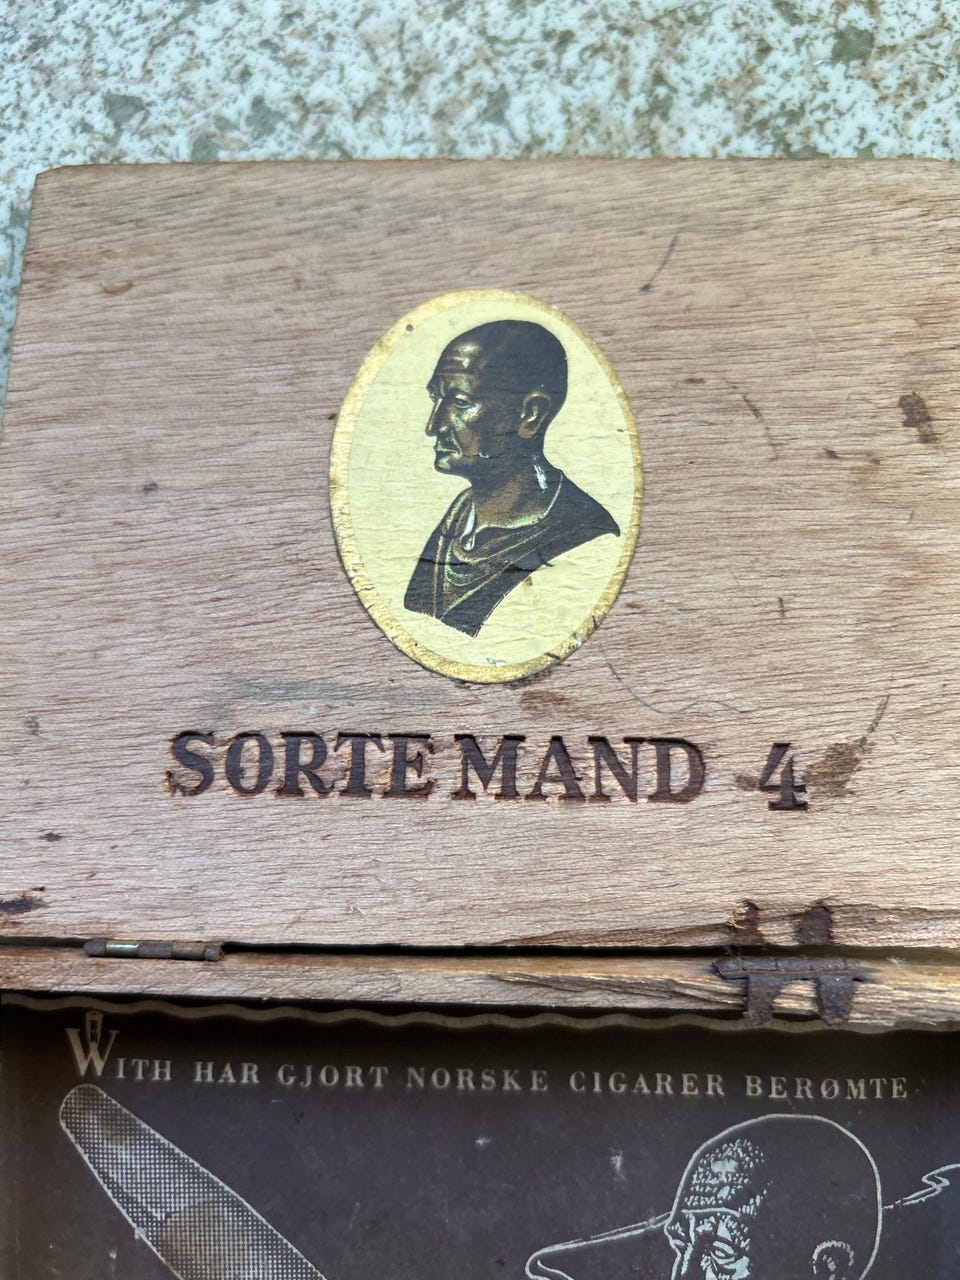 SORTE MAND 4
WITH HAR GJORT NORSKE CIGARER BERØMTE